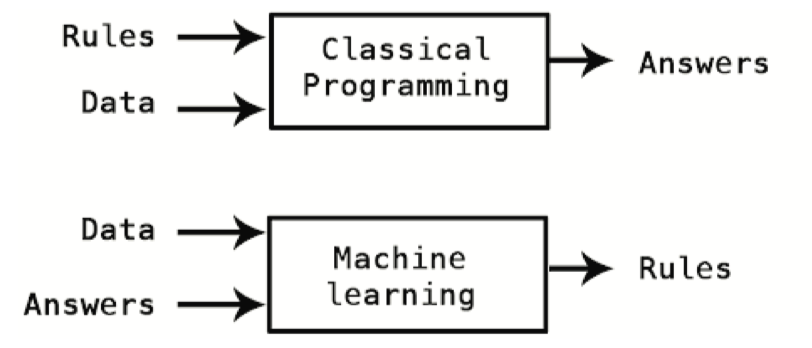 Rules
Data
Classical
Programming
Answers
Data
Answers
Machine
learning
Rules